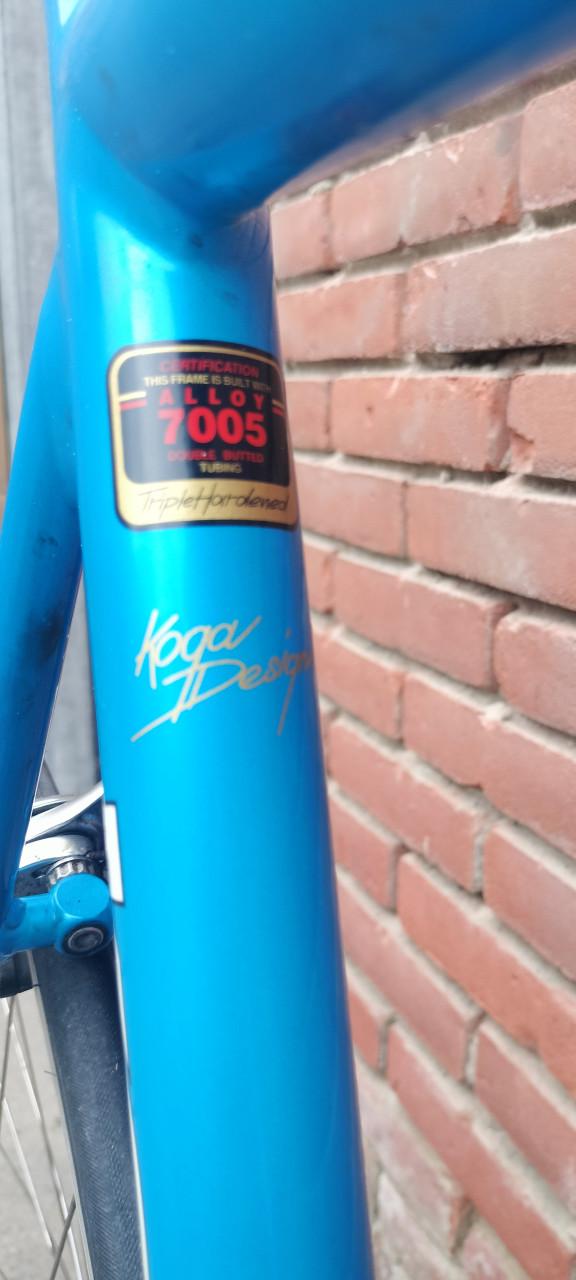 CERTIFICATION
THIS FRAME IS BUILT WITH
ALLOY
7005
DOUBLE BUTTED
TUBING
TripleHardened
Koga
Design